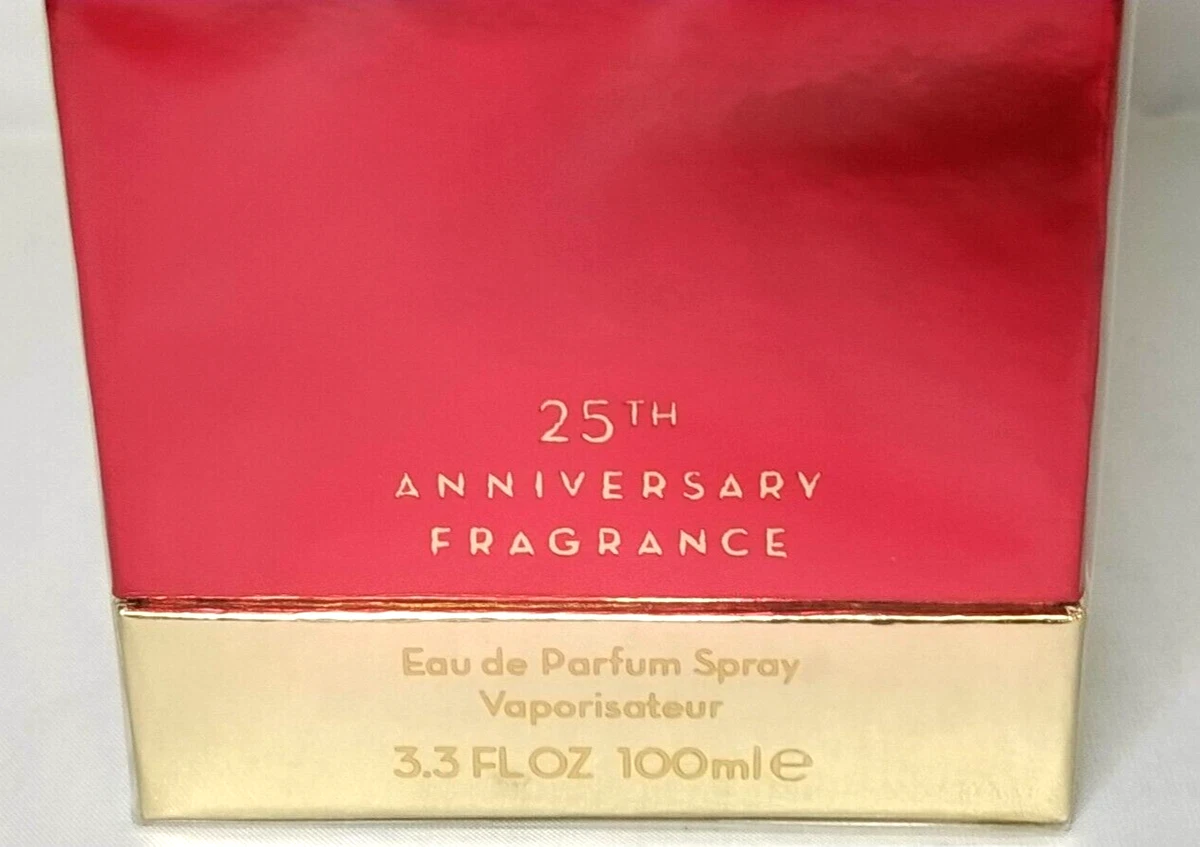 25TH
ANNIVERSARY
FRAGRANCE
Eau de Parfum Spray
Vaporisateur
3.3 FL OZ 100ml e